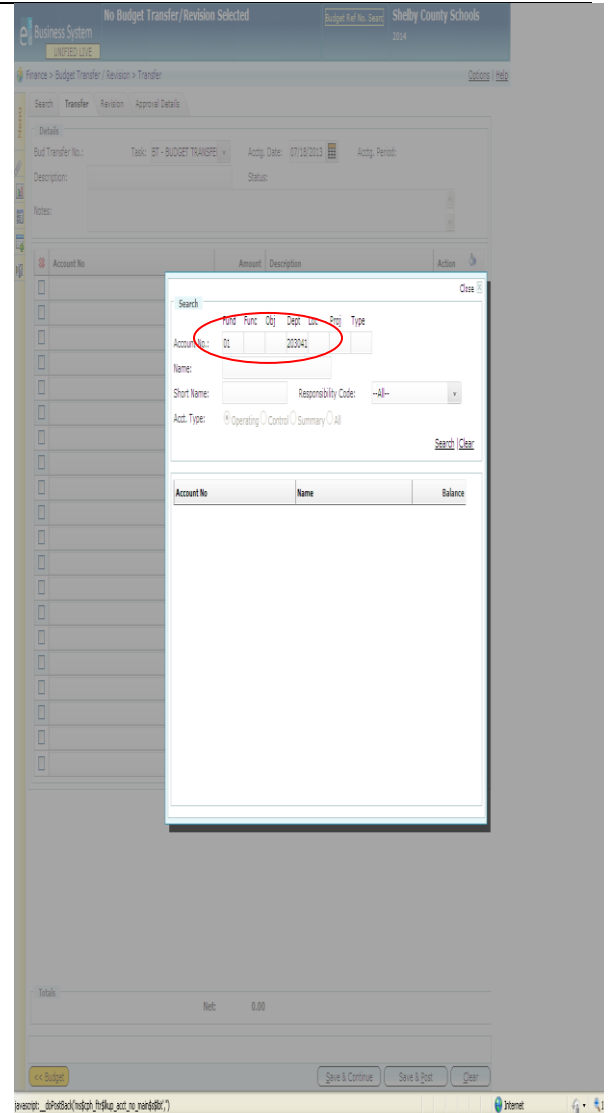 No Budget Transfer/Revision Selected
Budget Ref No. Searc
Shelby County Schools
e Business System
2014
UNIFIED LIVE
Finance > Budget Transfer / Revision > Transfer
Options | Help
Menu
Search Transfer Revision Approval Details
Details
Bud Transfer No.: Task: BT - BUDGET TRANSFE Acctg. Date: 07/16/2013 Acctg. Period:
Description: Status:
Notes:
Account No Amount Description Action
Close
Search
Fund Func Obj Dept Loc Proj Type
Account No.: 01 203041
Name:
Short Name: Responsibility Code: --All--
Acct. Type: Operating Control Summary All
Search | Clear
Account No Name Balance
Totals
Net: 0.00
<< Budget Save & Continue Save & Post Clear
Internet